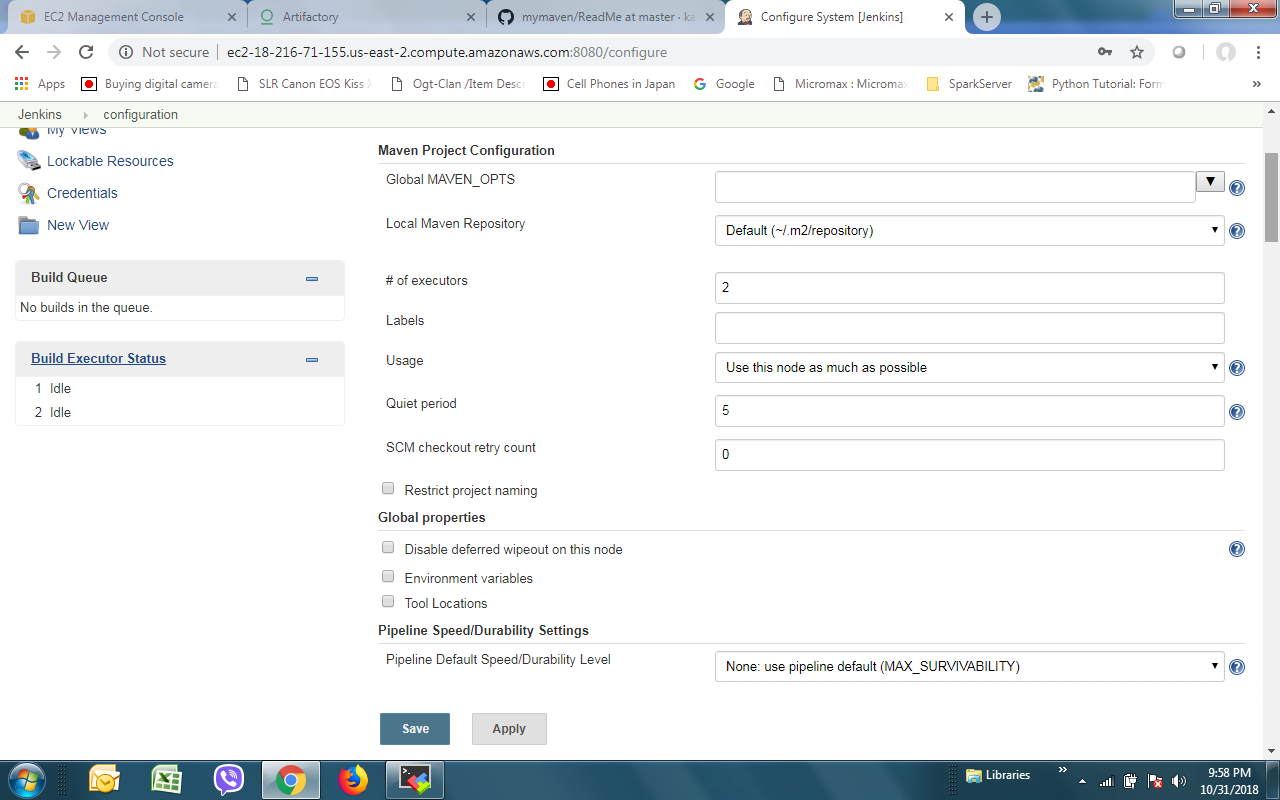 EC2 Management Console
Artifactory
mymaven/ReadMe at master · ka
Configure System [Jenkins]
Not secure
ec2-18-216-71-155.us-east-2.compute.amazonaws.com:8080/configure
Apps
Buying digital camera
SLR Canon EOS Kiss X
Ogt-Clan /Item Descr
Cell Phones in Japan
Google
Micromax : Micromax
SparkServer
Python Tutorial: Form
»
Jenkins
configuration
My Views
Lockable Resources
Credentials
New View
Build Queue
No builds in the queue.
Build Executor Status
1 Idle
2 Idle
Maven Project Configuration
Global MAVEN_OPTS
Local Maven Repository
Default (~/.m2/repository)
# of executors
2
Labels
Usage
Use this node as much as possible
Quiet period
5
SCM checkout retry count
0
Restrict project naming
Global properties
Disable deferred wipeout on this node
Environment variables
Tool Locations
Pipeline Speed/Durability Settings
Pipeline Default Speed/Durability Level
None: use pipeline default (MAX_SURVIVABILITY)
Save
Apply
Libraries
»
9:58 PM
10/31/2018